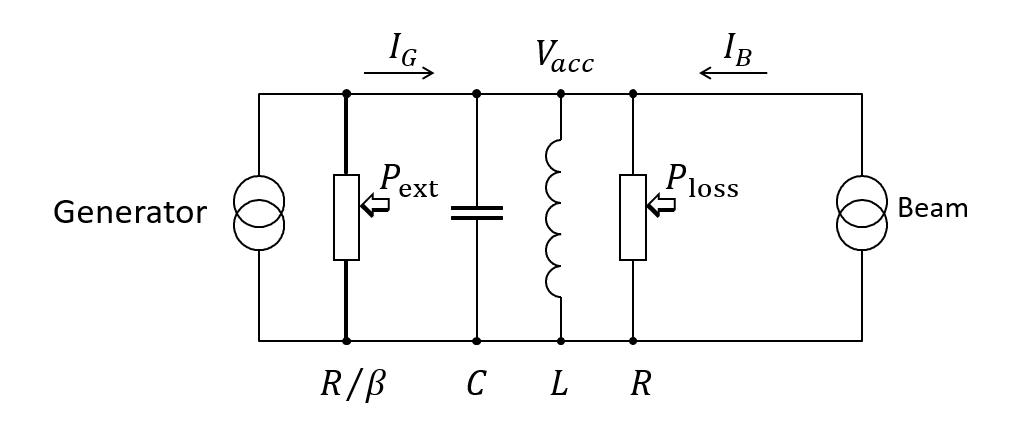 I_G V_acc I_B
P_ext P_loss
Generator Beam
R/β C L R